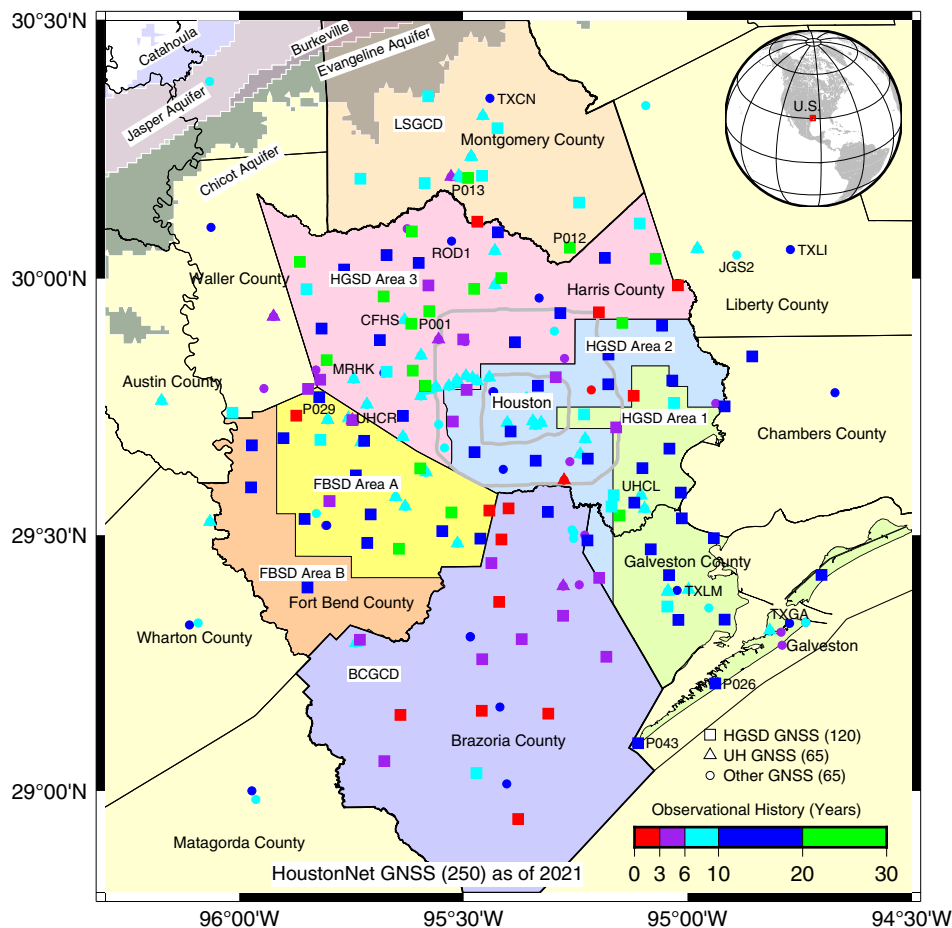 30°30'N
30°00'N
29°30'N
29°00'N
96°00'W
95°30'W
95°00'W
94°30'W
Catahoula
Burkeville
Evangeline Aquifer
Jasper Aquifer
Chicot Aquifer
LSGCD
TXCN
Montgomery County
U.S.
P013
P012
ROD1
TXLI
JGS2
Waller County
HGSD Area 3
Harris County
Liberty County
CFHS
P001
HGSD Area 2
MRHK
Austin County
Houston
P029
UHCR
HGSD Area 1
Chambers County
FBSD Area A
UHCL
Galveston County
FBSD Area B
TXLM
Fort Bend County
TXGA
Wharton County
Galveston
BCGCD
P026
Brazoria County
P043
HGSD GNSS (120)
UH GNSS (65)
Other GNSS (65)
Observational History (Years)
0 3 6 10 20 30
Matagorda County
HoustonNet GNSS (250) as of 2021